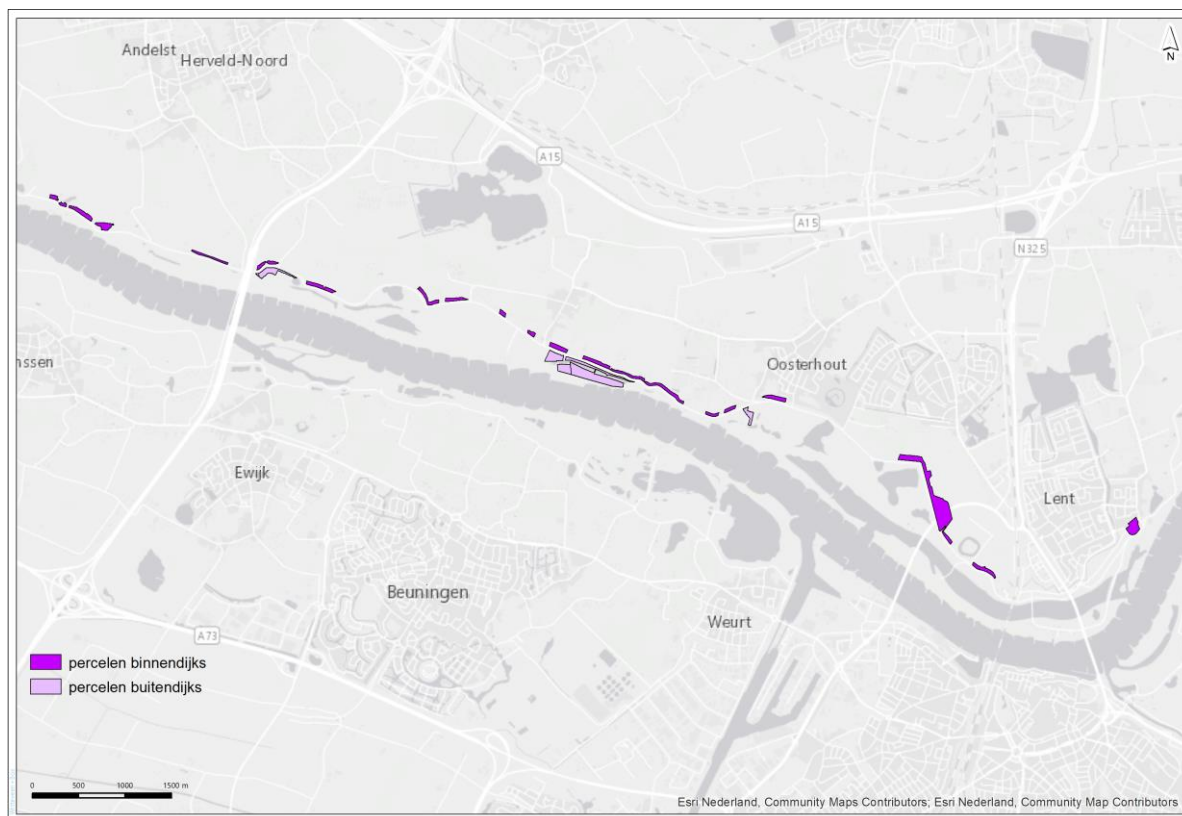 Andelst
Herveld-Noord
N
A15
A15
N325
nssen
Oosterhout
Ewijk
Lent
Beuningen
Weurt
A73
percelen binnendijks
percelen buitendijks
0 500 1000 1500 m
Esri Nederland, Community Maps Contributors; Esri Nederland, Community Map Contributors